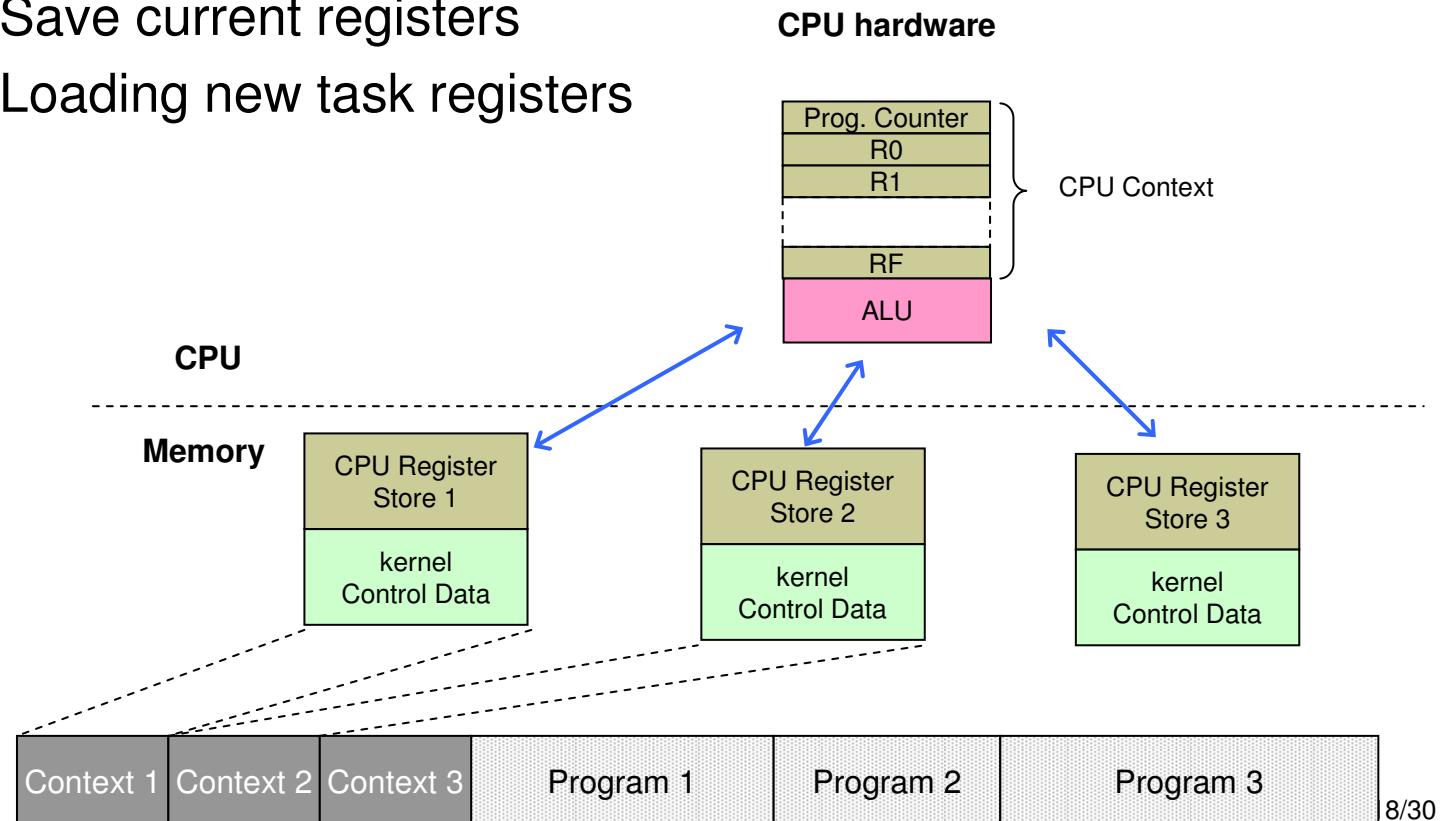 Save current registers
Loading new task registers
CPU hardware
Prog. Counter
R0
R1
RF
ALU
CPU Context
CPU
Memory
CPU Register
Store 1
kernel
Control Data
CPU Register
Store 2
kernel
Control Data
CPU Register
Store 3
kernel
Control Data
Context 1
Context 2
Context 3
Program 1
Program 2
Program 3
8/30